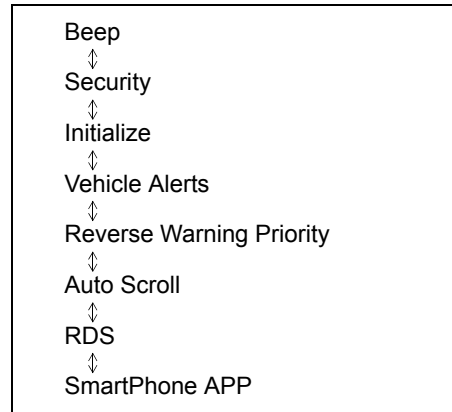 Beep
Security
Initialize
Vehicle Alerts
Reverse Warning Priority
Auto Scroll
RDS
SmartPhone APP